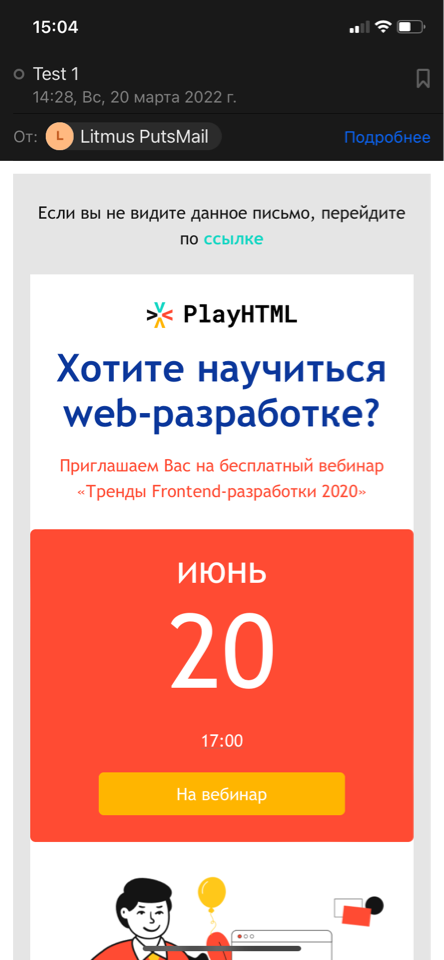 15:04
Test 1
14:28, Вс, 20 марта 2022 г.
От: L Litmus PutsMail Подробнее
Если вы не видите данное письмо, перейдите
по ссылке
PlayHTML
Хотите научиться
web-разработке?
Приглашаем Вас на бесплатный вебинар
«Тренды Frontend-разработки 2020»
ИЮНЬ
20
17:00
На вебинар